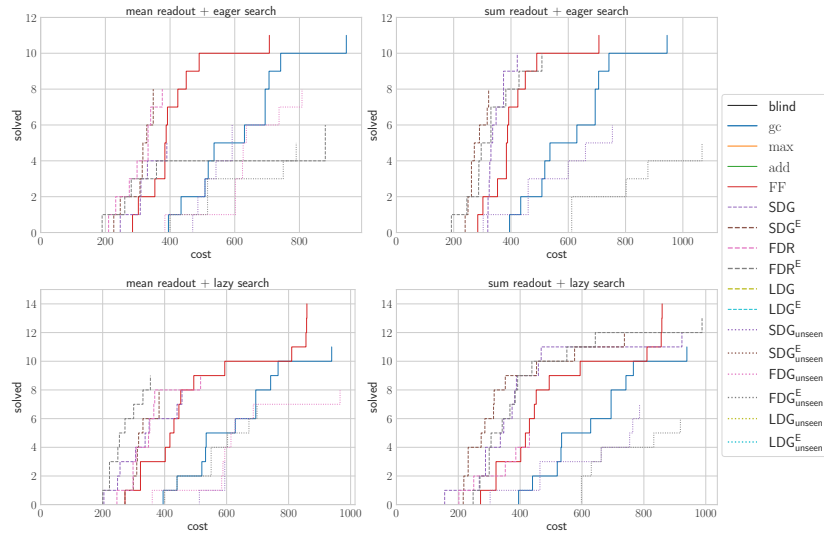 mean readout + eager search
sum readout + eager search
12
10
8
6
4
2
0
solved
0
200
400
600
800
cost
12
10
8
6
4
2
0
solved
0
200
400
600
800
1000
cost
mean readout + lazy search
sum readout + lazy search
14
12
10
8
6
4
2
0
solved
0
200
400
600
800
1000
cost
14
12
10
8
6
4
2
0
solved
0
200
400
600
800
1000
cost
blind
gc
max
add
FF
SDG
SDG^E
FDR
FDR^E
LDG
LDG^E
SDG_unseen
SDG^E_unseen
FDG_unseen
FDG^E_unseen
LDG_unseen
LDG^E_unseen